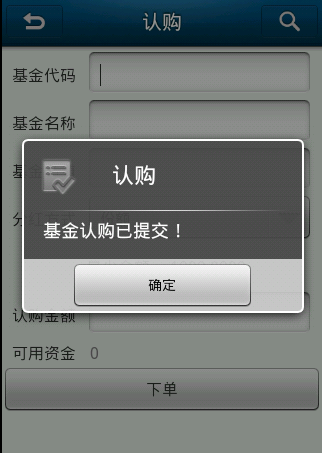 认购
基金代码
基金名称
认购
基金认购已提交！
确定
认购金额
可用资金 0
下单